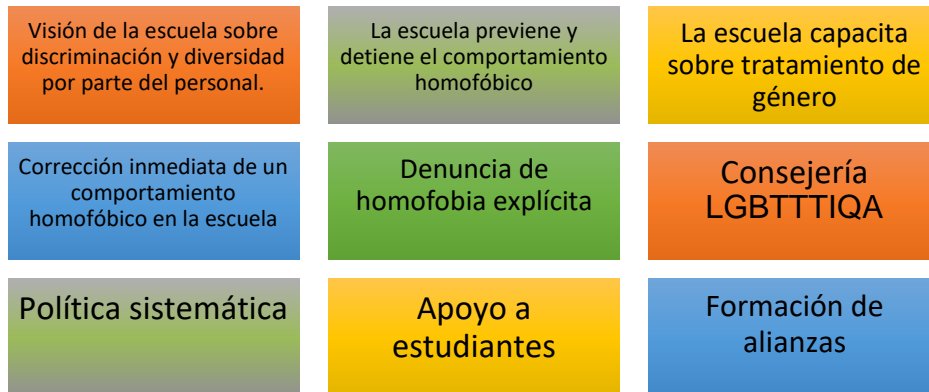 Visión de la escuela sobre
discriminación y diversidad
por parte del personal.
La escuela previene y
detiene el comportamiento
homofóbico
La escuela capacita
sobre tratamiento de
género
Corrección inmediata de un
comportamiento
homofóbico en la escuela
Denuncia de
homofobia explícita
Consejería
LGBTTTIQA
Política sistemática
Apoyo a
estudiantes
Formación de
alianzas